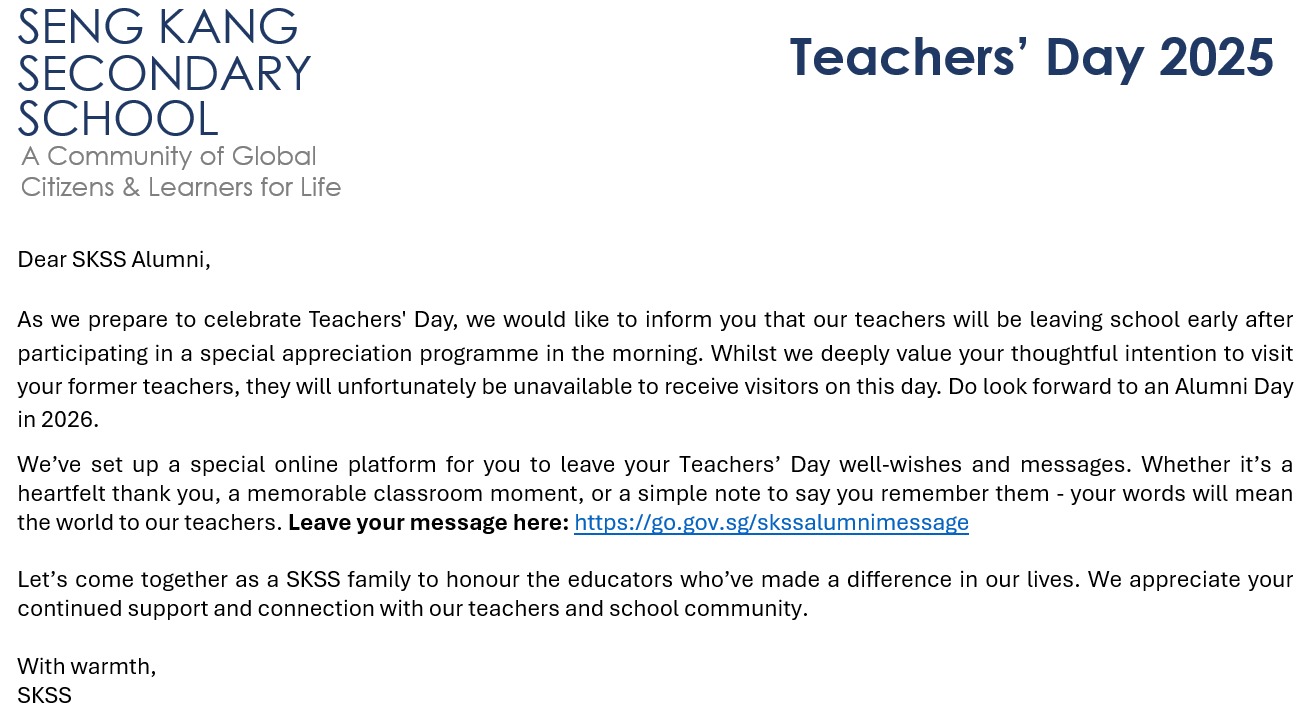 SENG KANG
SECONDARY
SCHOOL
A Community of Global
Citizens & Learners for Life
Teachers’ Day 2025
Dear SKSS Alumni,
As we prepare to celebrate Teachers' Day, we would like to inform you that our teachers will be leaving school early after
participating in a special appreciation programme in the morning. Whilst we deeply value your thoughtful intention to visit
your former teachers, they will unfortunately be unavailable to receive visitors on this day. Do look forward to an Alumni Day
in 2026.
We’ve set up a special online platform for you to leave your Teachers’ Day well-wishes and messages. Whether it’s a
heartfelt thank you, a memorable classroom moment, or a simple note to say you remember them - your words will mean
the world to our teachers. Leave your message here: https://go.gov.sg/skssalumnimessage
Let’s come together as a SKSS family to honour the educators who’ve made a difference in our lives. We appreciate your
continued support and connection with our teachers and school community.
With warmth,
SKSS